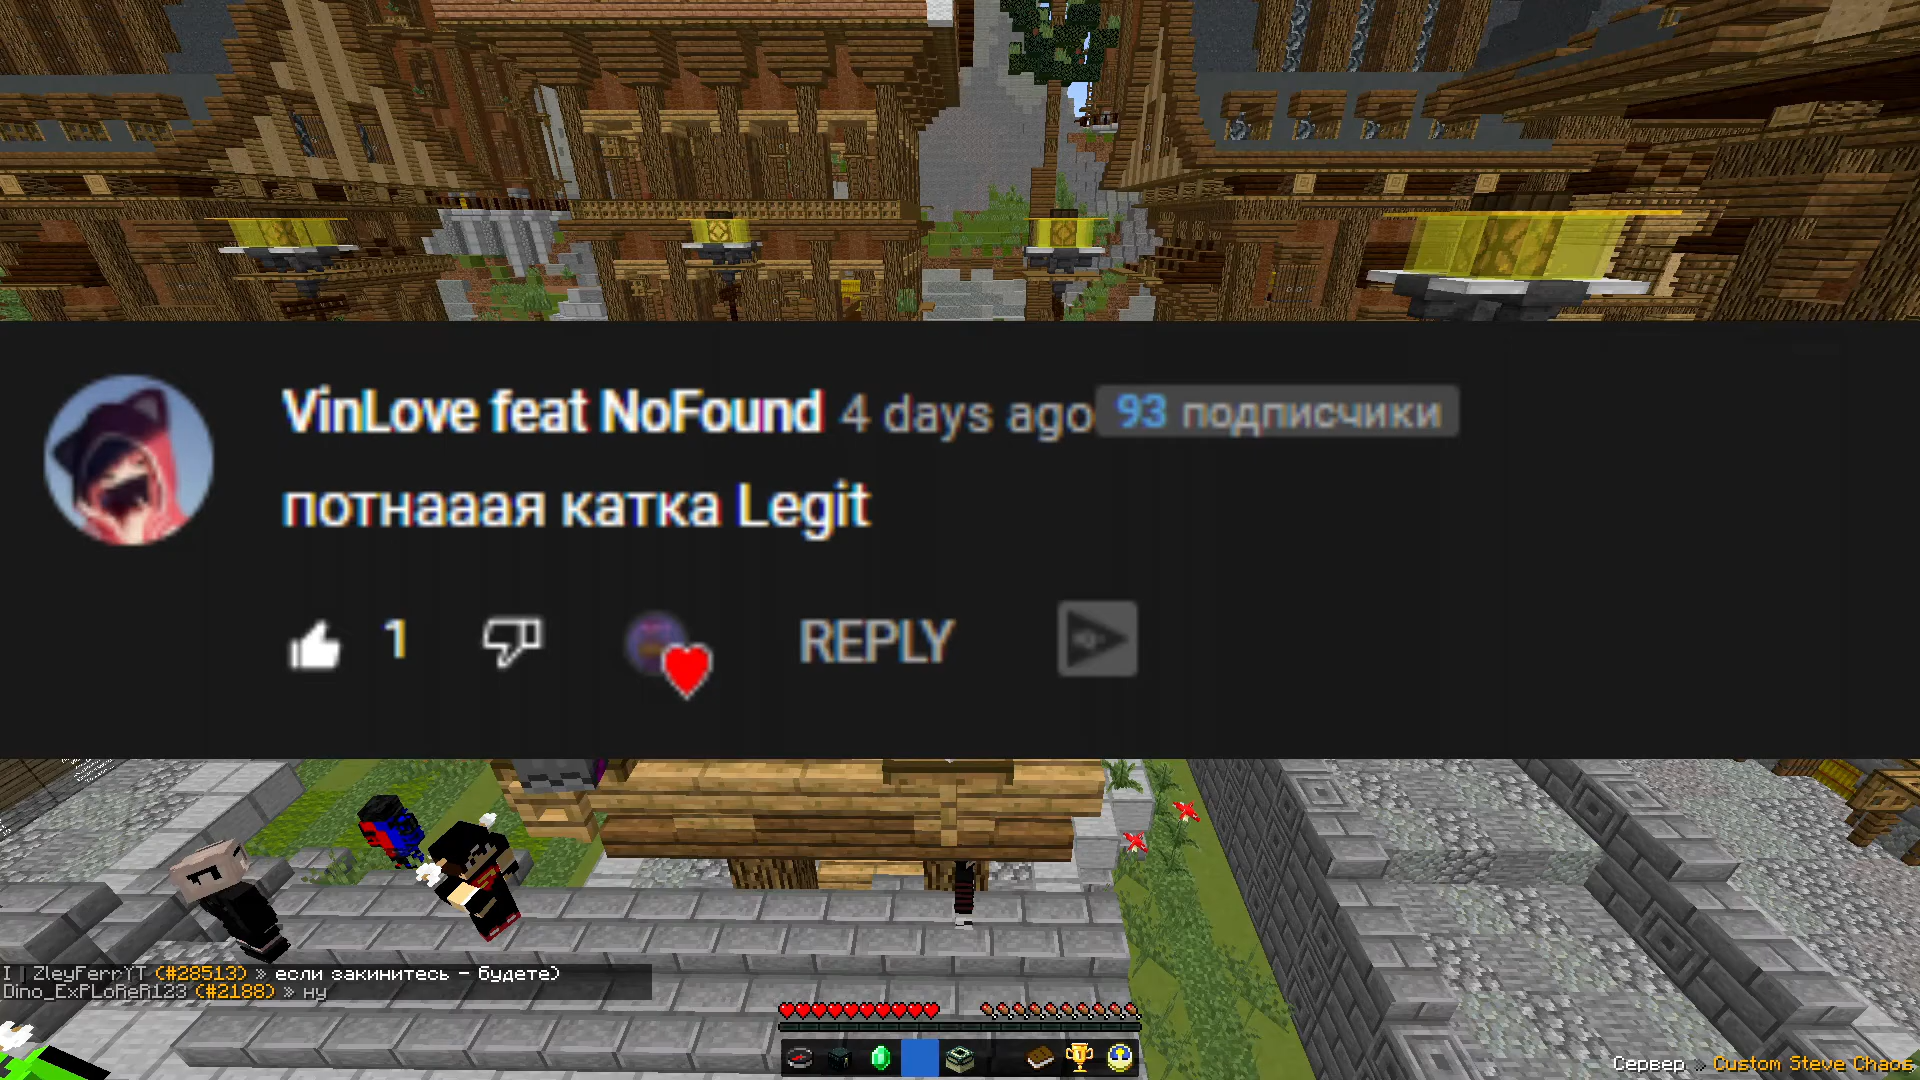 VinLove feat NoFound 4 days ago 93 подписчики
потнааая катка Legit
1 REPLY
I | ZleyFerrYT (#28513) » если закинитесь - будете)
Dino_ExPLoReR123 (#2188) » ну
Сервер » Custom Steve Chaos